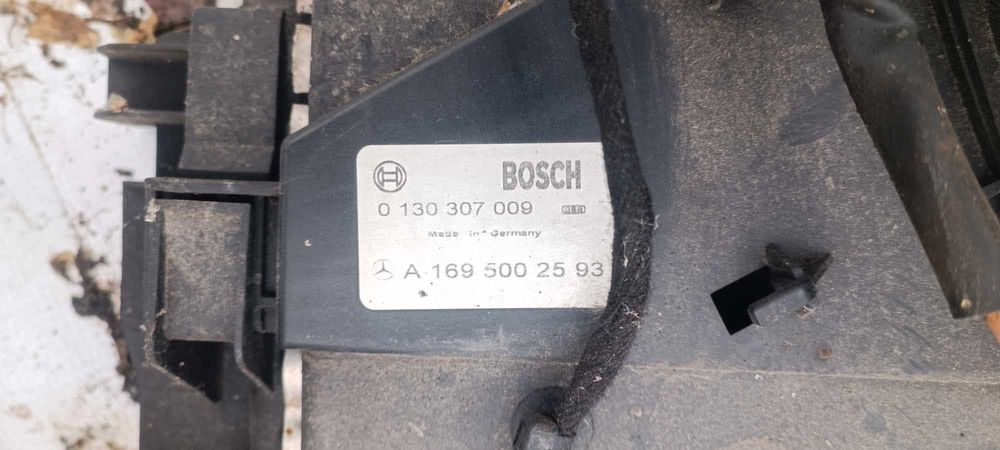 BOSCH
0 130 307 009
Made in Germany
A 169 500 25 93